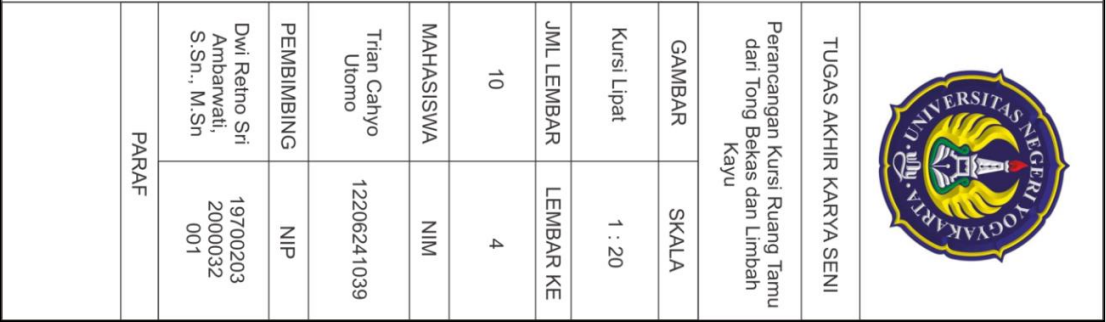 UNIVERSITAS NEGERI YOGYAKARTA
uny
TUGAS AKHIR KARYA SENI
Perancangan Kursi Ruang Tamu
dari Tong Bekas dan Limbah
Kayu
GAMBAR
SKALA
Kursi Lipat
1 : 20
JML LEMBAR
LEMBAR KE
10
4
MAHASISWA
NIM
Trian Cahyo
Utomo
12206241039
PEMBIMBING
NIP
Dwi Retno Sri
Ambarwati,
S.Sn., M.Sn
19700203
2000032
001
PARAF